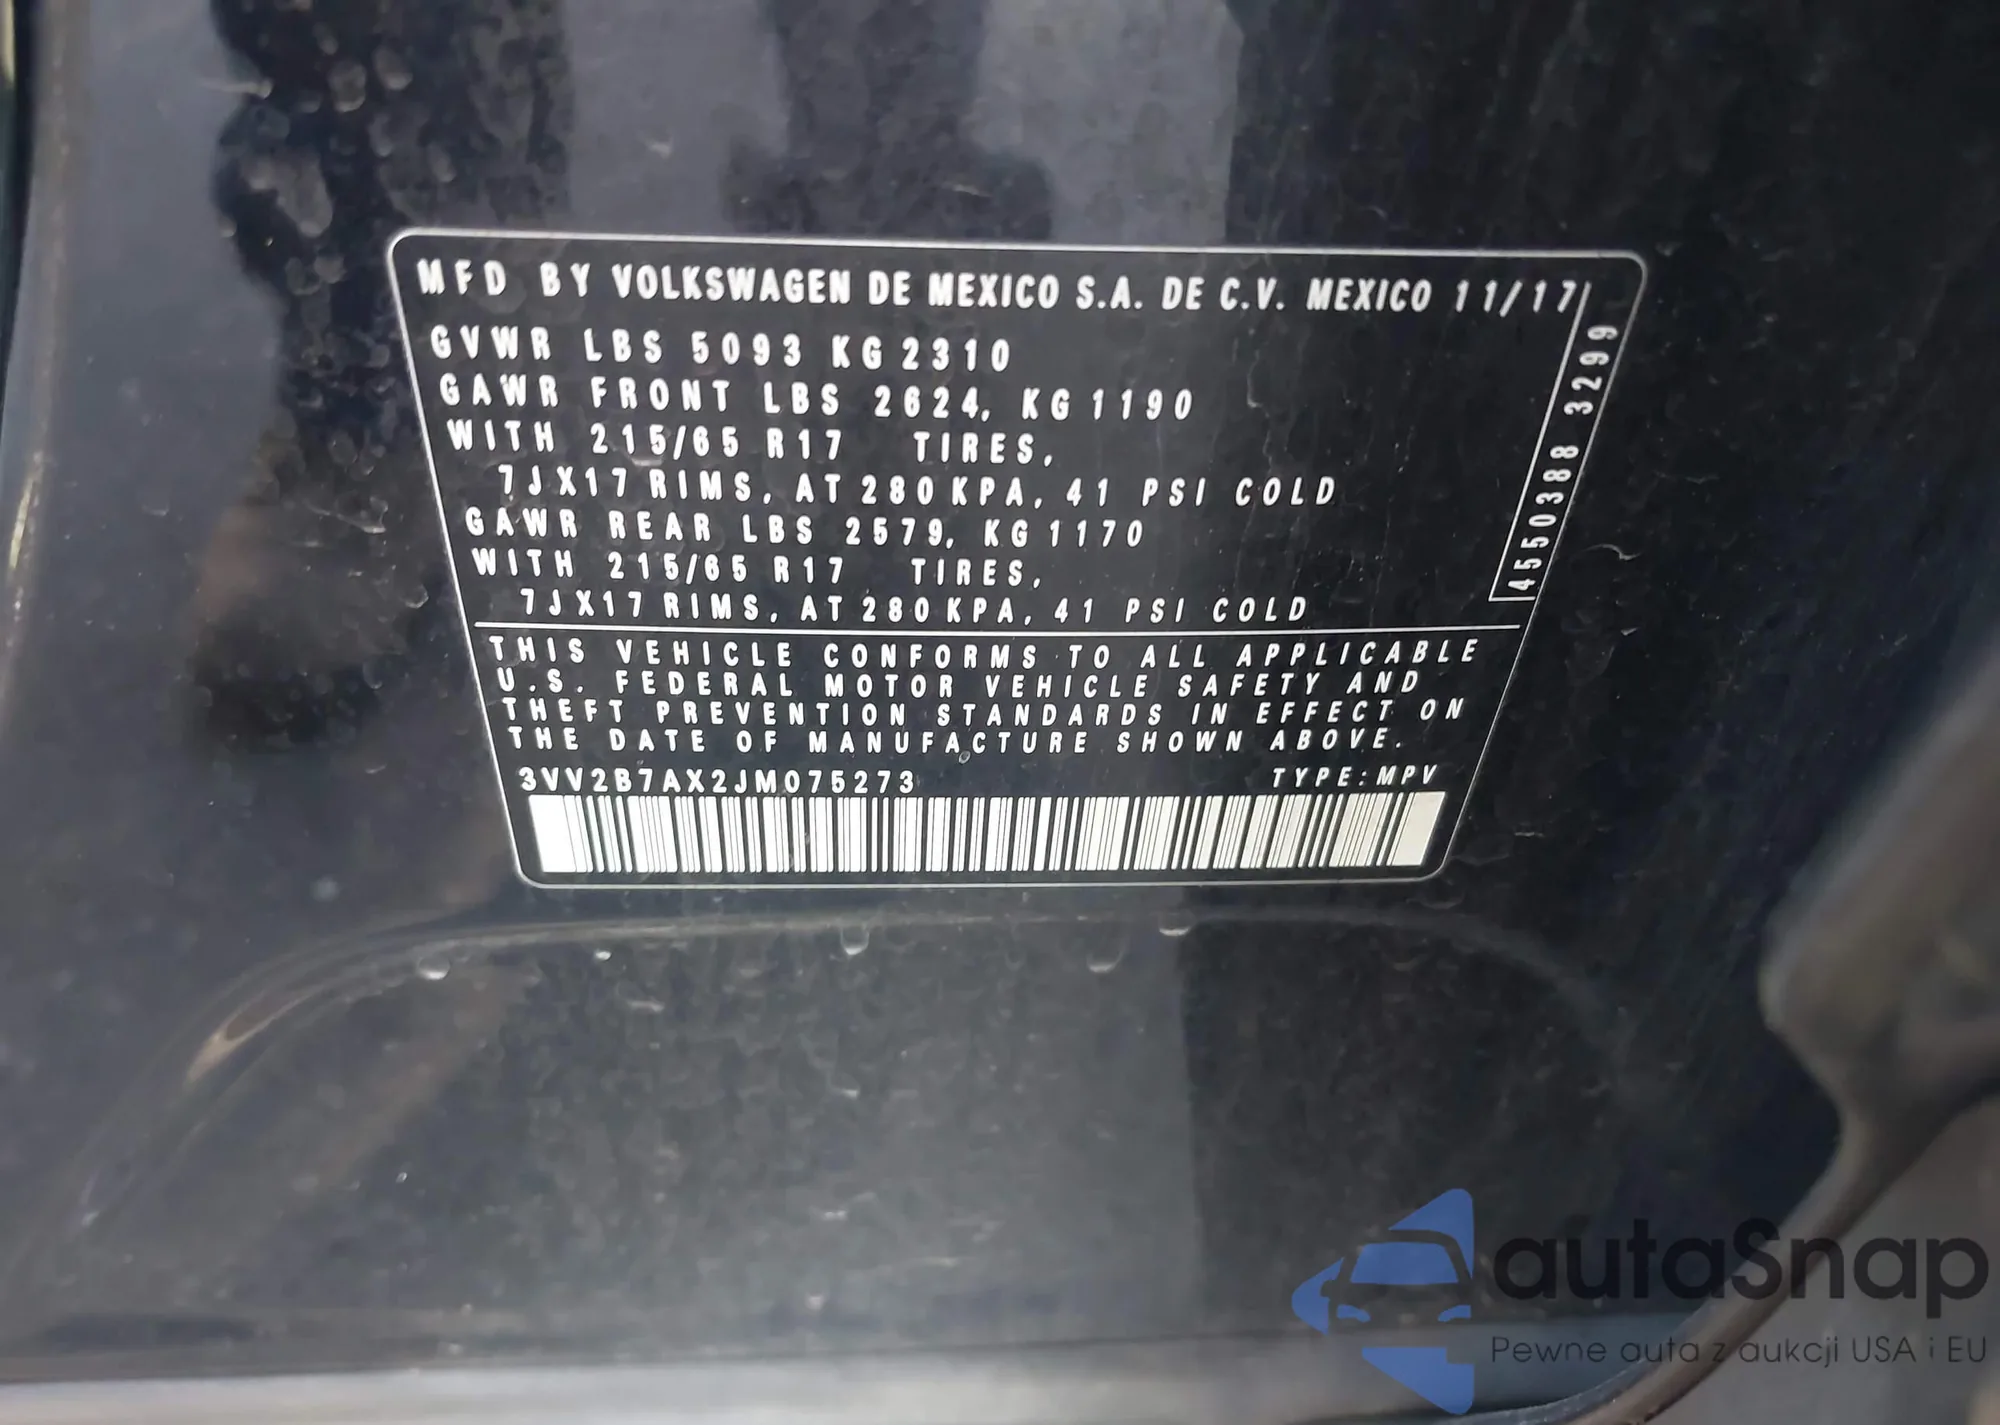 MFD BY VOLKSWAGEN DE MEXICO S.A. DE C.V. MEXICO 11/17
GVWR LBS 5093 KG 2310
GAWR FRONT LBS 2624, KG 1190
WITH 215/65 R17 TIRES,
7JX17 RIMS, AT 280 KPA, 41 PSI COLD
GAWR REAR LBS 2579, KG 1170
WITH 215/65 R17 TIRES,
7JX17 RIMS, AT 280 KPA, 41 PSI COLD
4550388 3299
THIS VEHICLE CONFORMS TO ALL APPLICABLE
U.S. FEDERAL MOTOR VEHICLE SAFETY AND
THEFT PREVENTION STANDARDS IN EFFECT ON
THE DATE OF MANUFACTURE SHOWN ABOVE.
3VV2B7AX2JM075273 TYPE: MPV
autaSnap
Pewne auta z aukcji USA i EU